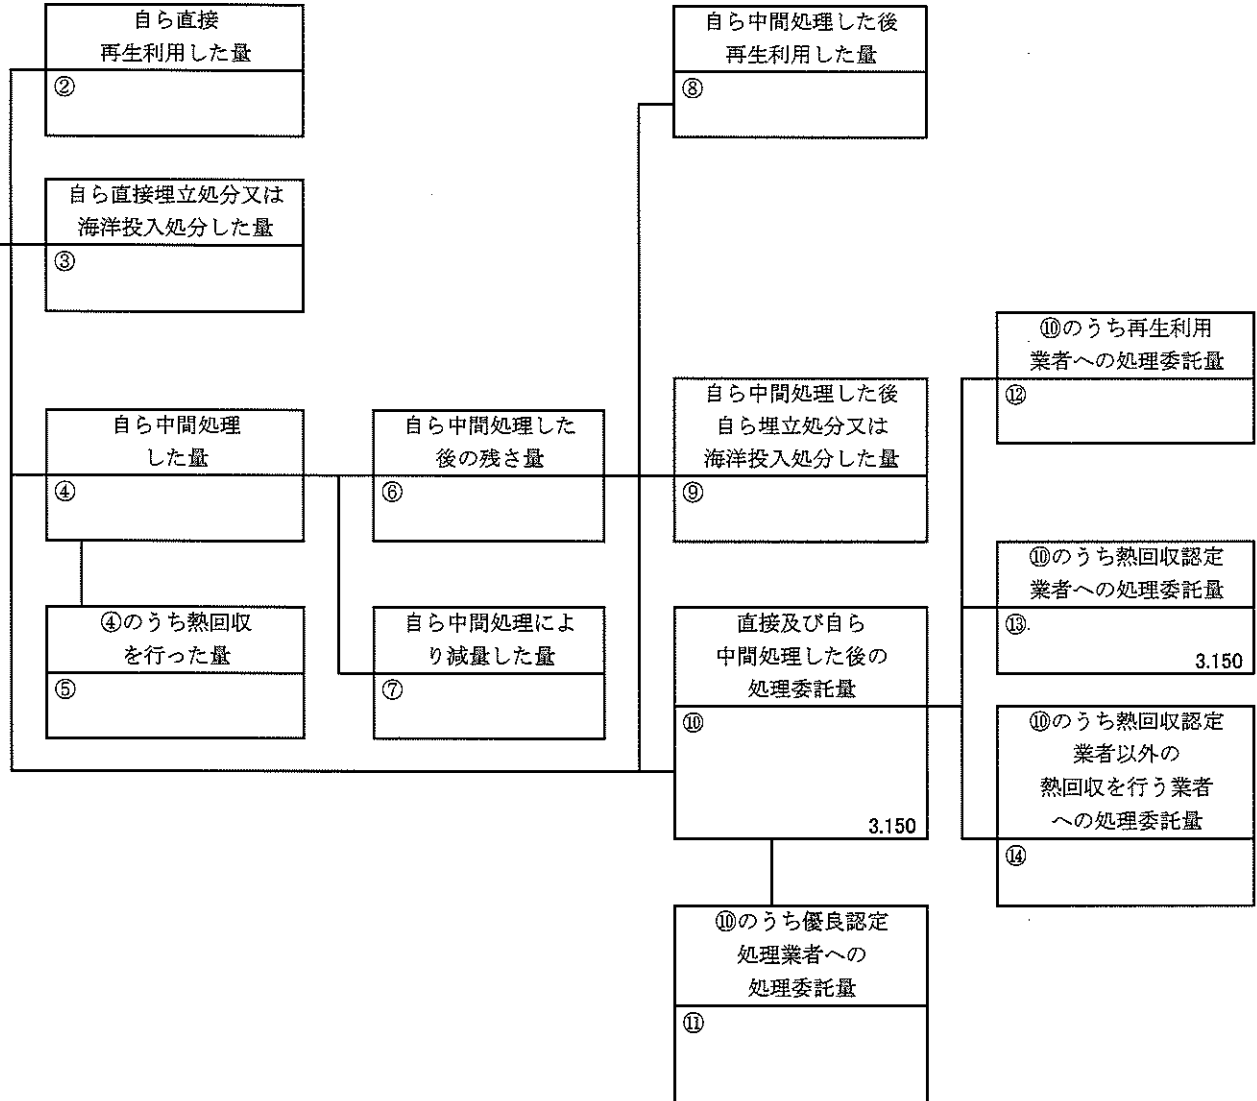 自ら直接
再生利用した量
②
自ら中間処理した後
再生利用した量
⑧
自ら直接埋立処分又は
海洋投入処分した量
③
⑩のうち再生利用
業者への処理委託量
⑫
自ら中間処理
した量
④
自ら中間処理した
後の残さ量
⑥
自ら中間処理した後
自ら埋立処分又は
海洋投入処分した量
⑨
⑩のうち熱回収認定
業者への処理委託量
⑬
3.150
④のうち熱回収
を行った量
⑤
自ら中間処理によ
り減量した量
⑦
直接及び自ら
中間処理した後の
処理委託量
⑩
3.150
⑩のうち熱回収認定
業者以外の
熱回収を行う業者
への処理委託量
⑭
⑩のうち優良認定
処理業者への
処理委託量
⑪